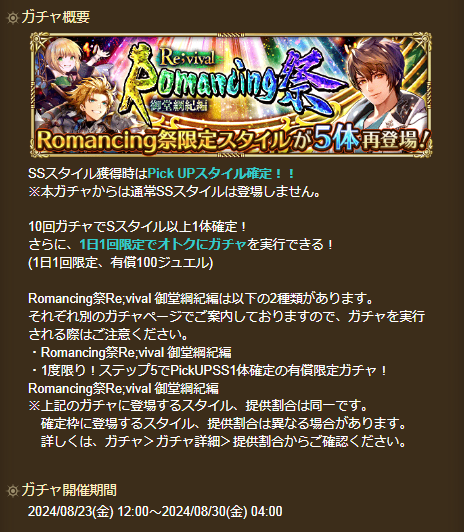 ガチャ概要
Re;vival
Romancing祭
御堂綱紀編
Romancing祭限定スタイルが5体再登場!
SSスタイル獲得時はPick UPスタイル確定！！
※本ガチャからは通常SSスタイルは登場しません。
10回ガチャでSスタイル以上1体確定！
さらに、1日1回限定でオトクにガチャを実行できる！
(1日1回限定、有償100ジュエル)
Romancing祭Re;vival 御堂綱紀編は以下の2種類があります。
それぞれ別のガチャページでご案内しておりますので、ガチャを実行
される際はご注意ください。
・Romancing祭Re;vival 御堂綱紀編
・1度限り！ステップ5でPickUPSS1体確定の有償限定ガチャ！
Romancing祭Re;vival 御堂綱紀編
※上記のガチャに登場するスタイル、提供割合は同一です。
確定枠に登場するスタイル、提供割合は異なる場合があります。
詳しくは、ガチャ＞ガチャ詳細＞提供割合からご確認ください。
ガチャ開催期間
2024/08/23(金) 12:00～2024/08/30(金) 04:00